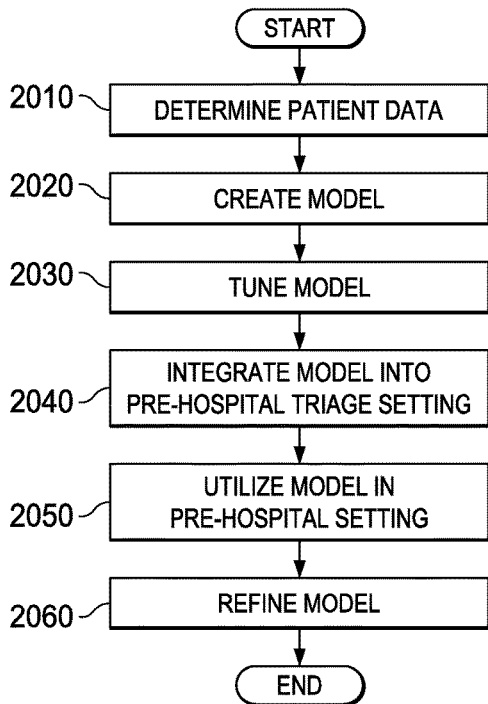 START
2010
DETERMINE PATIENT DATA
2020
CREATE MODEL
2030
TUNE MODEL
2040
INTEGRATE MODEL INTO
PRE-HOSPITAL TRIAGE SETTING
2050
UTILIZE MODEL IN
PRE-HOSPITAL SETTING
2060
REFINE MODEL
END